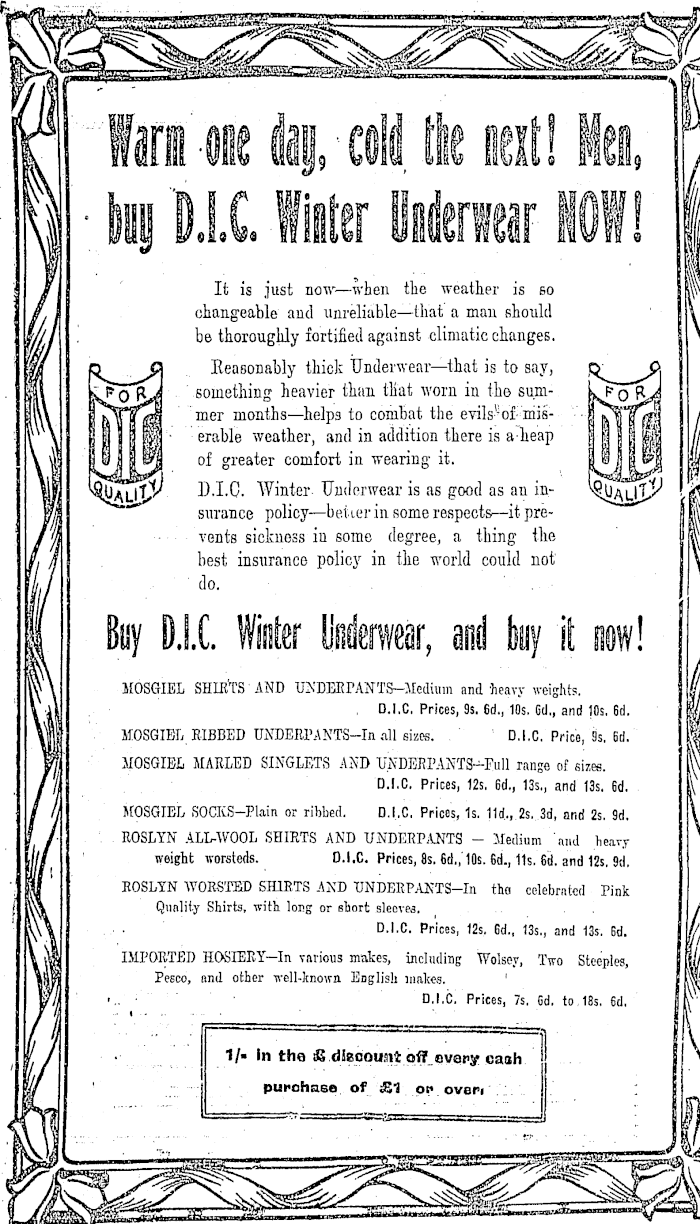 Warm one day, cold the next! Men,
buy D.I.C. Winter Underwear NOW!
It is just now—when the weather is so
changeable and unreliable—that a man should
be thoroughly fortified against climatic changes.
Reasonably thick Underwear—that is to say,
something heavier than that worn in the sum-
mer months—helps to combat the evils of mis-
erable weather, and in addition there is a heap
of greater comfort in wearing it.
D.I.C. Winter Underwear is as good as an in-
surance policy—better in some respects—it pre-
vents sickness in some degree, a thing the
best insurance policy in the world could not
do.
FOR
DIC
QUALITY
FOR
DIC
QUALITY
Buy D.I.C. Winter Underwear, and buy it now!
MOSGIEL SHIRTS AND UNDERPANTS—Medium and heavy weights.
D.I.C. Prices, 9s. 6d., 10s. 6d., and 10s. 6d.
MOSGIEL RIBBED UNDERPANTS—In all sizes. D.I.C. Price, 9s. 6d.
MOSGIEL MARLED SINGLETS AND UNDERPANTS—Full range of sizes.
D.I.C. Prices, 12s. 6d., 13s., and 13s. 6d.
MOSGIEL SOCKS—Plain or ribbed. D.I.C. Prices, 1s. 11d., 2s. 3d, and 2s. 9d.
ROSLYN ALL-WOOL SHIRTS AND UNDERPANTS — Medium and heavy
weight worsteds. D.I.C. Prices, 8s. 6d., 10s. 6d., 11s. 6d. and 12s. 9d.
ROSLYN WORSTED SHIRTS AND UNDERPANTS—In the celebrated Pink
Quality Shirts, with long or short sleeves.
D.I.C. Prices, 12s. 6d., 13s., and 13s. 6d.
IMPORTED HOSIERY—In various makes, including Wolsey, Two Steeples,
Pesco, and other well-known English makes.
D.I.C. Prices, 7s. 6d. to 18s. 6d.
1/- in the £ discount off every cash
purchase of £1 or over.